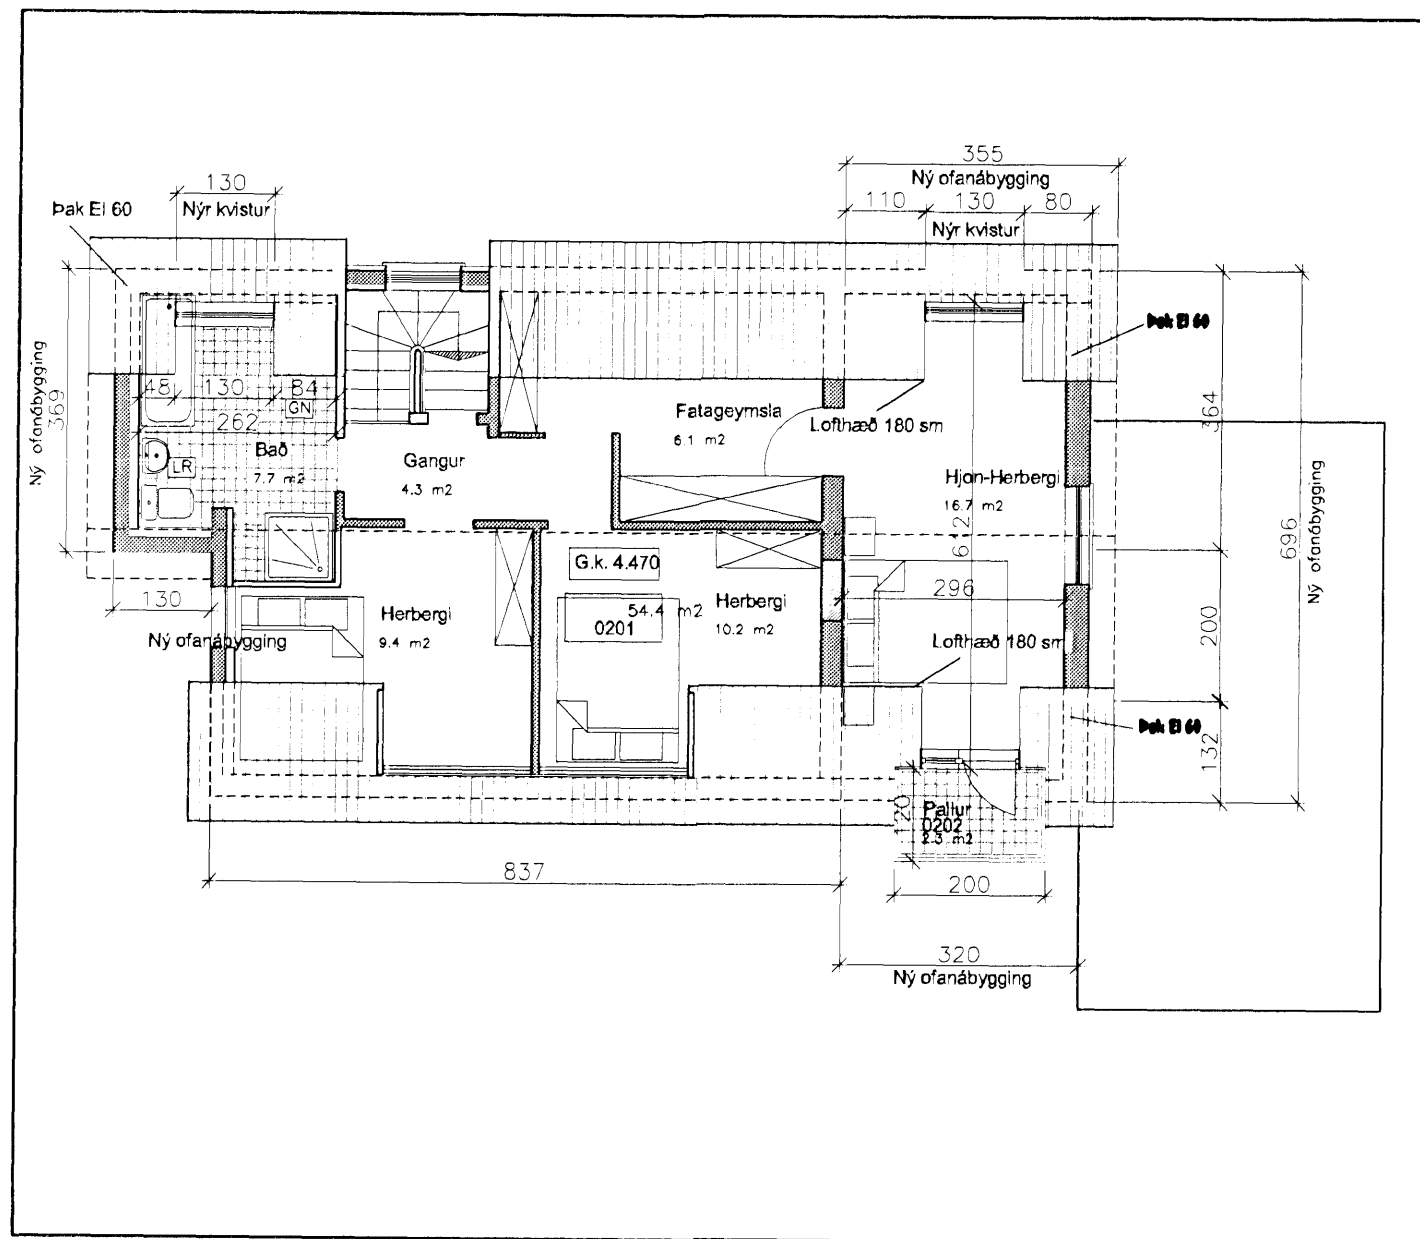 355
Ný ofanábygging
130
110
130
80
Þak EI 60
Nýr kvistur
Nýr kvistur
Þak EI 60
Ný ofanábygging
369
48
130
84
GN
262
Bað
7.7 m2
LR
Gangur
4.3 m2
Fatageymsla
6.1 m2
Lofthæð 180 sm
Hjon-Herbergi
16.7 m2
612
364
696
Ný ofanábygging
G.k. 4.470
130
Ný ofanábygging
Herbergi
9.4 m2
54.4 m2
0201
Herbergi
10.2 m2
296
Lofthæð 180 sm
200
Þak EI 60
132
120
Pallur
0202
2.3 m2
837
200
320
Ný ofanábygging